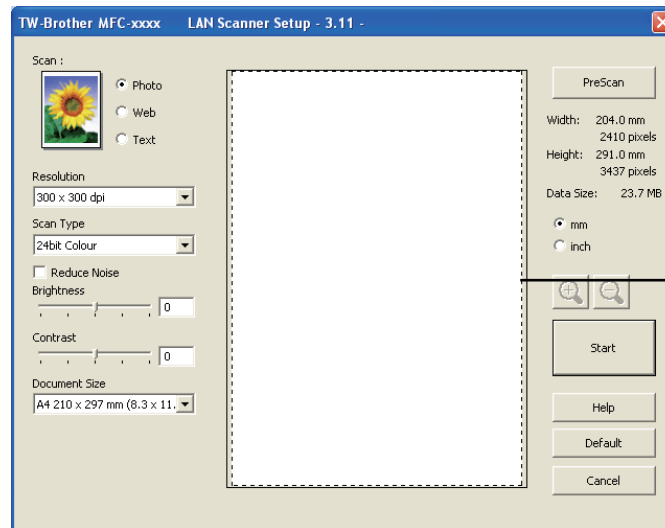 TW-Brother MFC-xxxx LAN Scanner Setup - 3.11 -
Scan :
Photo
Web
Text
Resolution
300 x 300 dpi
Scan Type
24bit Colour
Reduce Noise
Brightness
0
Contrast
0
Document Size
A4 210 x 297 mm (8.3 x 11.
PreScan
Width: 204.0 mm
2410 pixels
Height: 291.0 mm
3437 pixels
Data Size: 23.7 MB
mm
inch
Start
Help
Default
Cancel